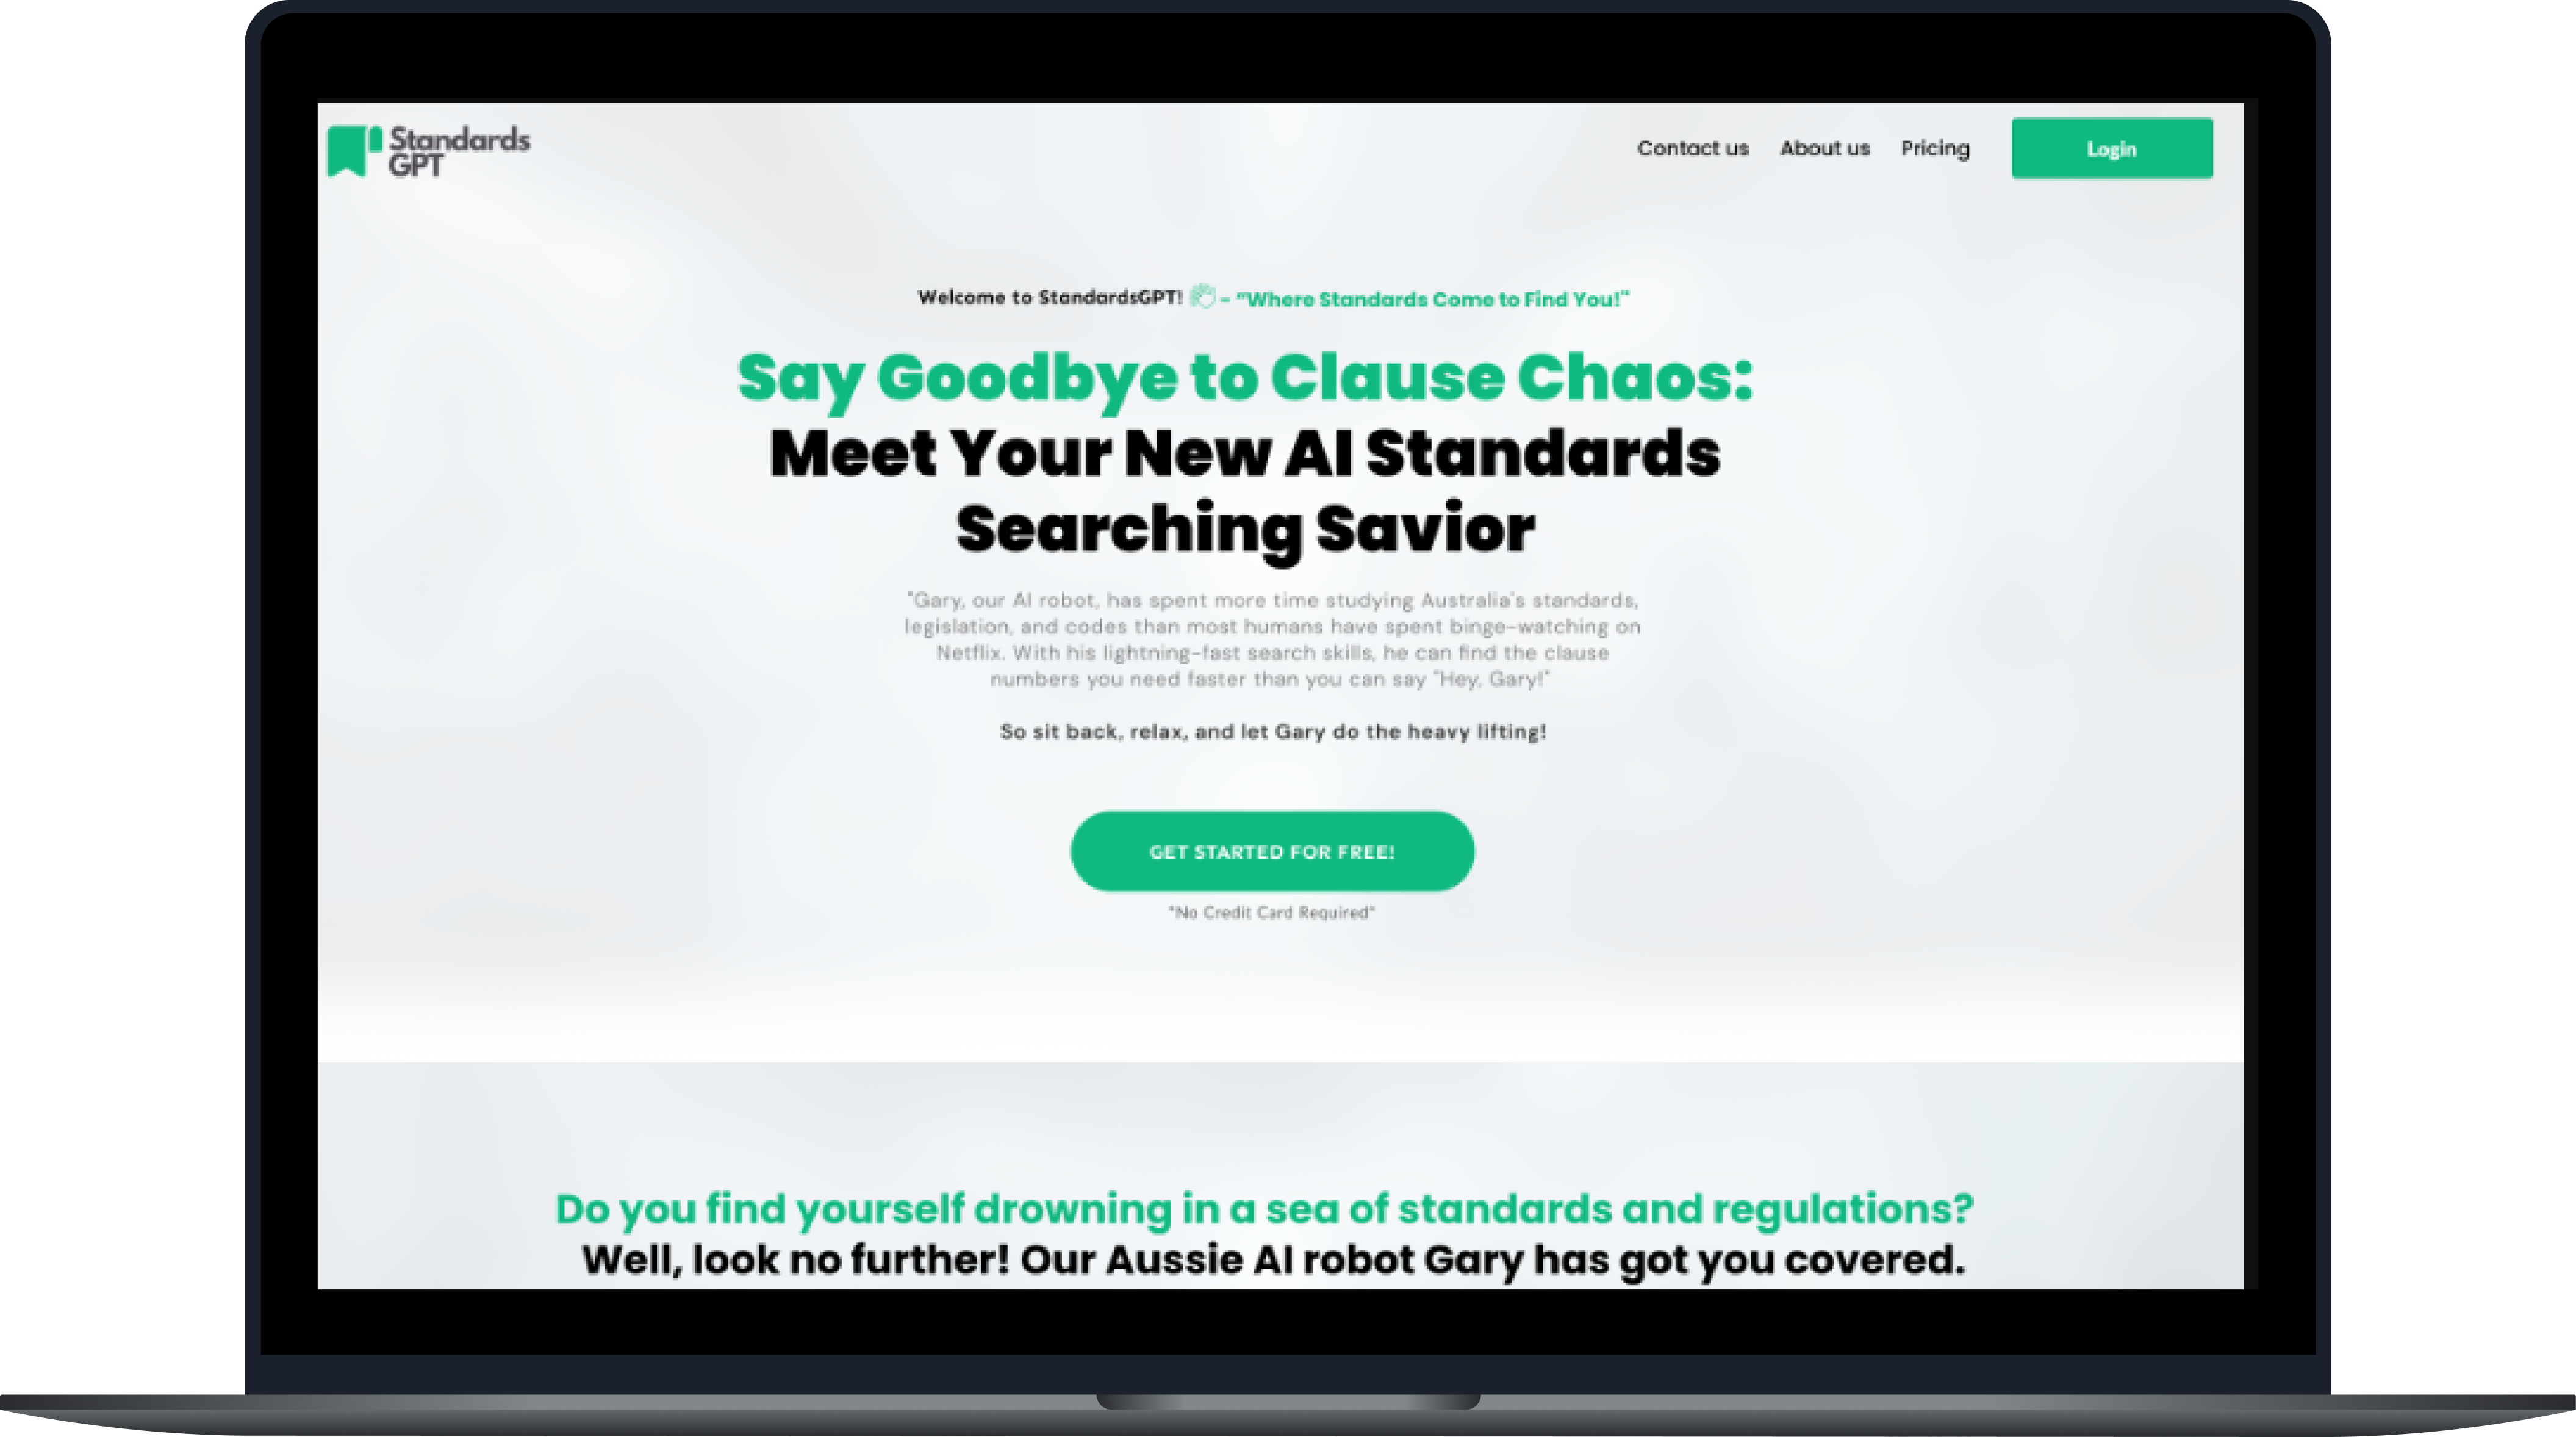 Standards
GPT
Contact us
About us
Pricing
Login
Welcome to StandardsGPT! – "Where Standards Come to Find You!"
Say Goodbye to Clause Chaos:
Meet Your New AI Standards
Searching Savior
"Gary, our AI robot, has spent more time studying Australia's standards,
legislation, and codes than most humans have spent binge-watching on
Netflix. With his lightning-fast search skills, he can find the clause
numbers you need faster than you can say "Hey, Gary!"
So sit back, relax, and let Gary do the heavy lifting!
GET STARTED FOR FREE!
"No Credit Card Required"
Do you find yourself drowning in a sea of standards and regulations?
Well, look no further! Our Aussie AI robot Gary has got you covered.